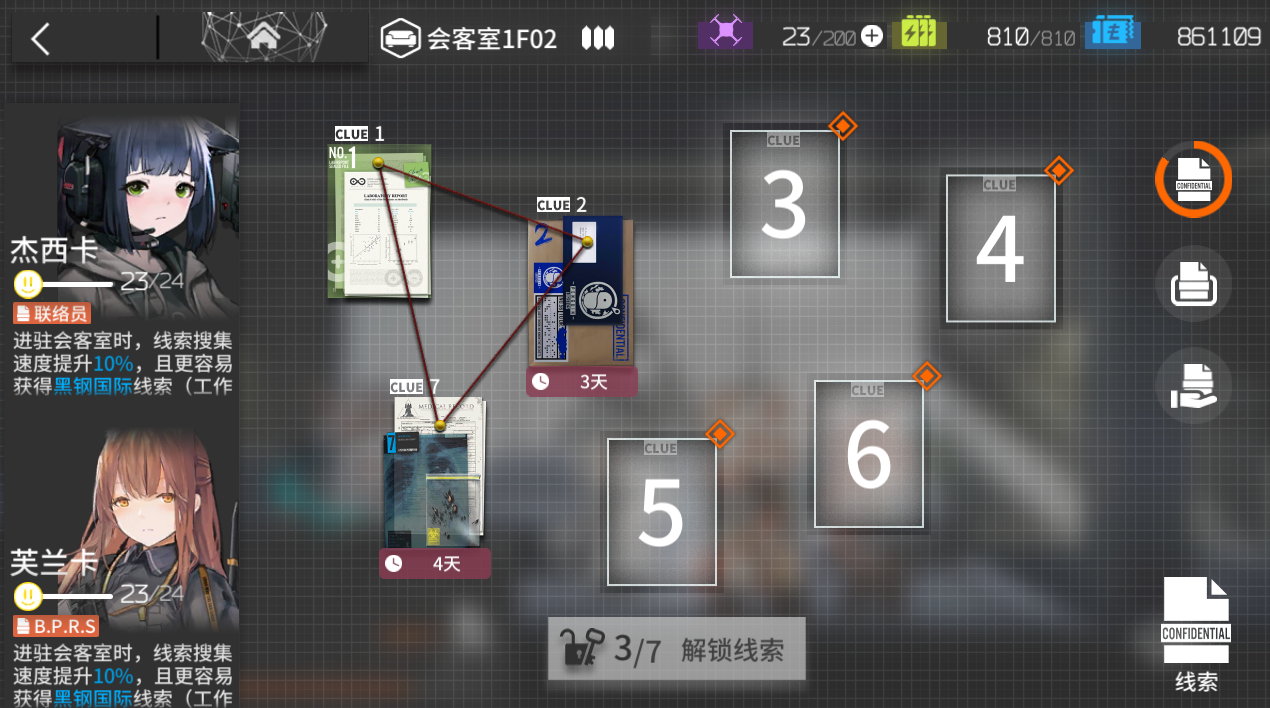 会客室1F02
23/200
810/810
861109
杰西卡
23/24
联络员
进驻会客室时，线索搜集
速度提升10%，且更容易
获得黑钢国际线索（工作
芙兰卡
23/24
B.P.R.S
进驻会客室时，线索搜集
速度提升10%，且更容易
获得黑钢国际线索（工作
CLUE 1
NO.1
LABORATORY REPORT
CLUE 2
2
3天
CLUE 7
MEDICAL RECORD
7
4天
CLUE
3
CLUE
4
CLUE
5
CLUE
6
3/7 解锁线索
CONFIDENTIAL
CONFIDENTIAL
线索